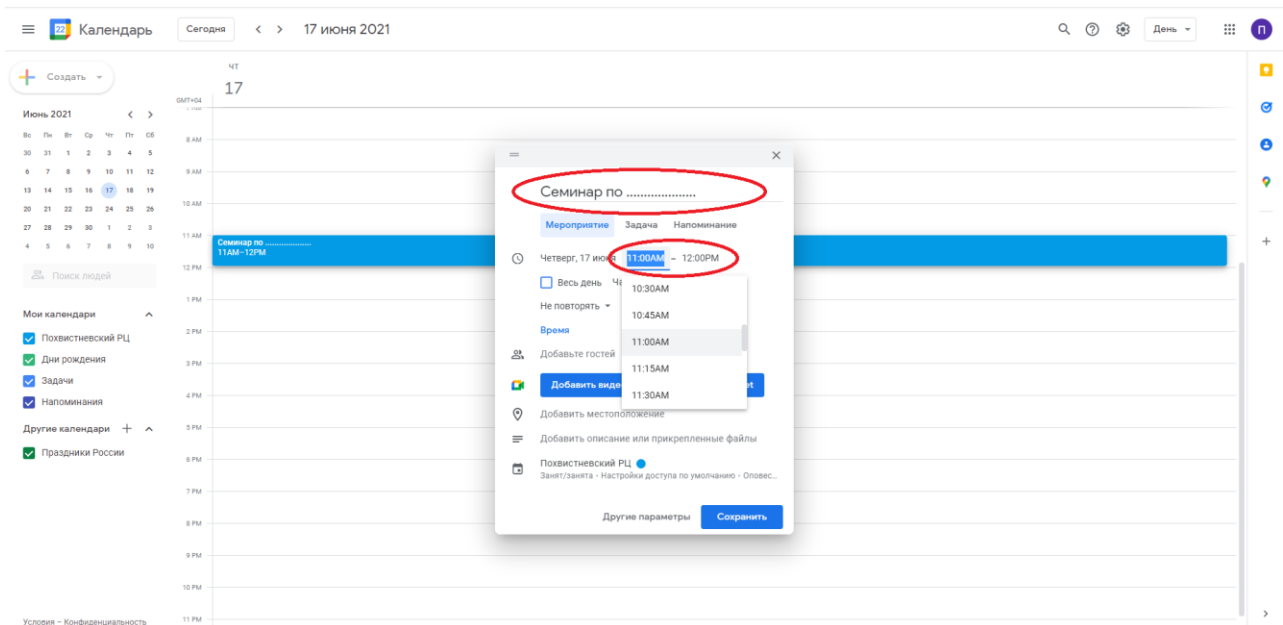 22 Календарь Сегодня 17 июня 2021 День П
Создать
ЧТ
17
GMT+04
Июнь 2021
Вс Пн Вт Ср Чт Пт Сб
30 31 1 2 3 4 5
6 7 8 9 10 11 12
13 14 15 16 17 18 19
20 21 22 23 24 25 26
27 28 29 30 1 2 3
4 5 6 7 8 9 10
Поиск людей
Мои календари
Похвистневский РЦ
Дни рождения
Задачи
Напоминания
Другие календари
Праздники России
Условия – Конфиденциальность
8 AM
9 AM
10 AM
11 AM
12 PM
1 PM
2 PM
3 PM
4 PM
5 PM
6 PM
7 PM
8 PM
9 PM
10 PM
11 PM
Семинар по ....................
11AM–12PM
Семинар по ....................
Мероприятие Задача Напоминание
Четверг, 17 июня 11:00AM – 12:00PM
Весь день Ча
Не повторять
Время
Добавьте гостей
Добавить виде et
10:30AM
10:45AM
11:00AM
11:15AM
11:30AM
Добавить местоположение
Добавить описание или прикрепленные файлы
Похвистневский РЦ
Занят/занята - Настройки доступа по умолчанию - Оповес...
Другие параметры Сохранить